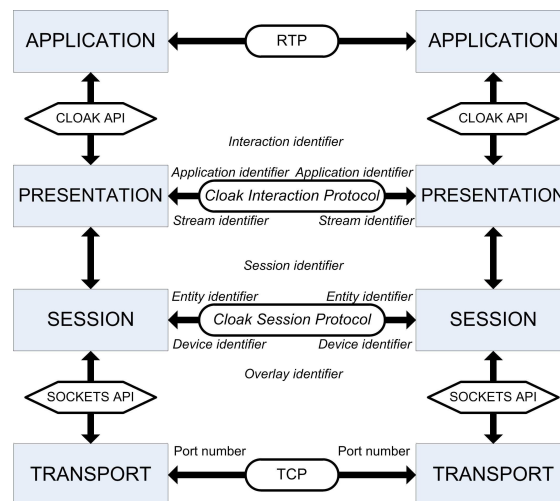 APPLICATION RTP APPLICATION
CLOAK API CLOAK API
Interaction identifier
Application identifier Application identifier
PRESENTATION Cloak Interaction Protocol PRESENTATION
Stream identifier Stream identifier
Session identifier
Entity identifier Entity identifier
SESSION Cloak Session Protocol SESSION
Device identifier Device identifier
Overlay identifier
SOCKETS API SOCKETS API
Port number Port number
TRANSPORT TCP TRANSPORT